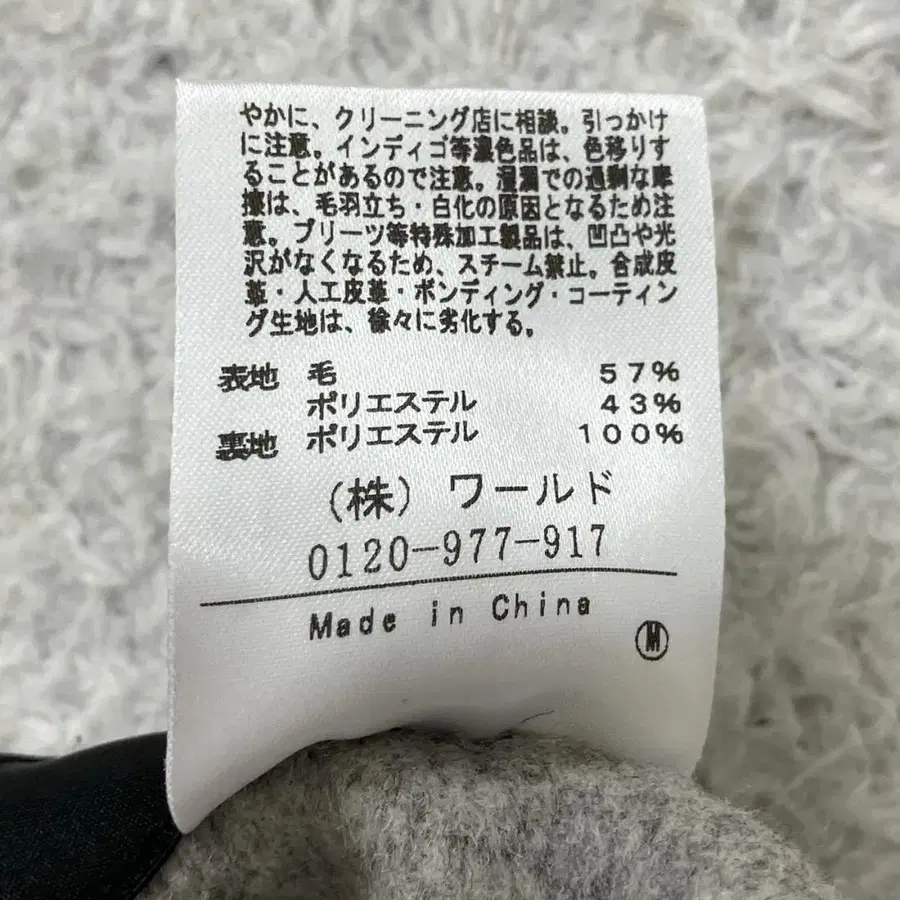 やかに、クリーニング店に相談。引っかけ
に注意。インディゴ等濃色品は、色移りす
ることがあるので注意。湿潤での過剰な摩
擦は、毛羽立ち・白化の原因となるため注
意。プリーツ等特殊加工製品は、凹凸や光
沢がなくなるため、スチーム禁止。合成皮
革・人工皮革・ボンディング・コーティン
グ生地は、徐々に劣化する。
表地 毛 57%
ポリエステル 43%
裏地 ポリエステル 100%
(株) ワールド
0120-977-917
Made in China
M